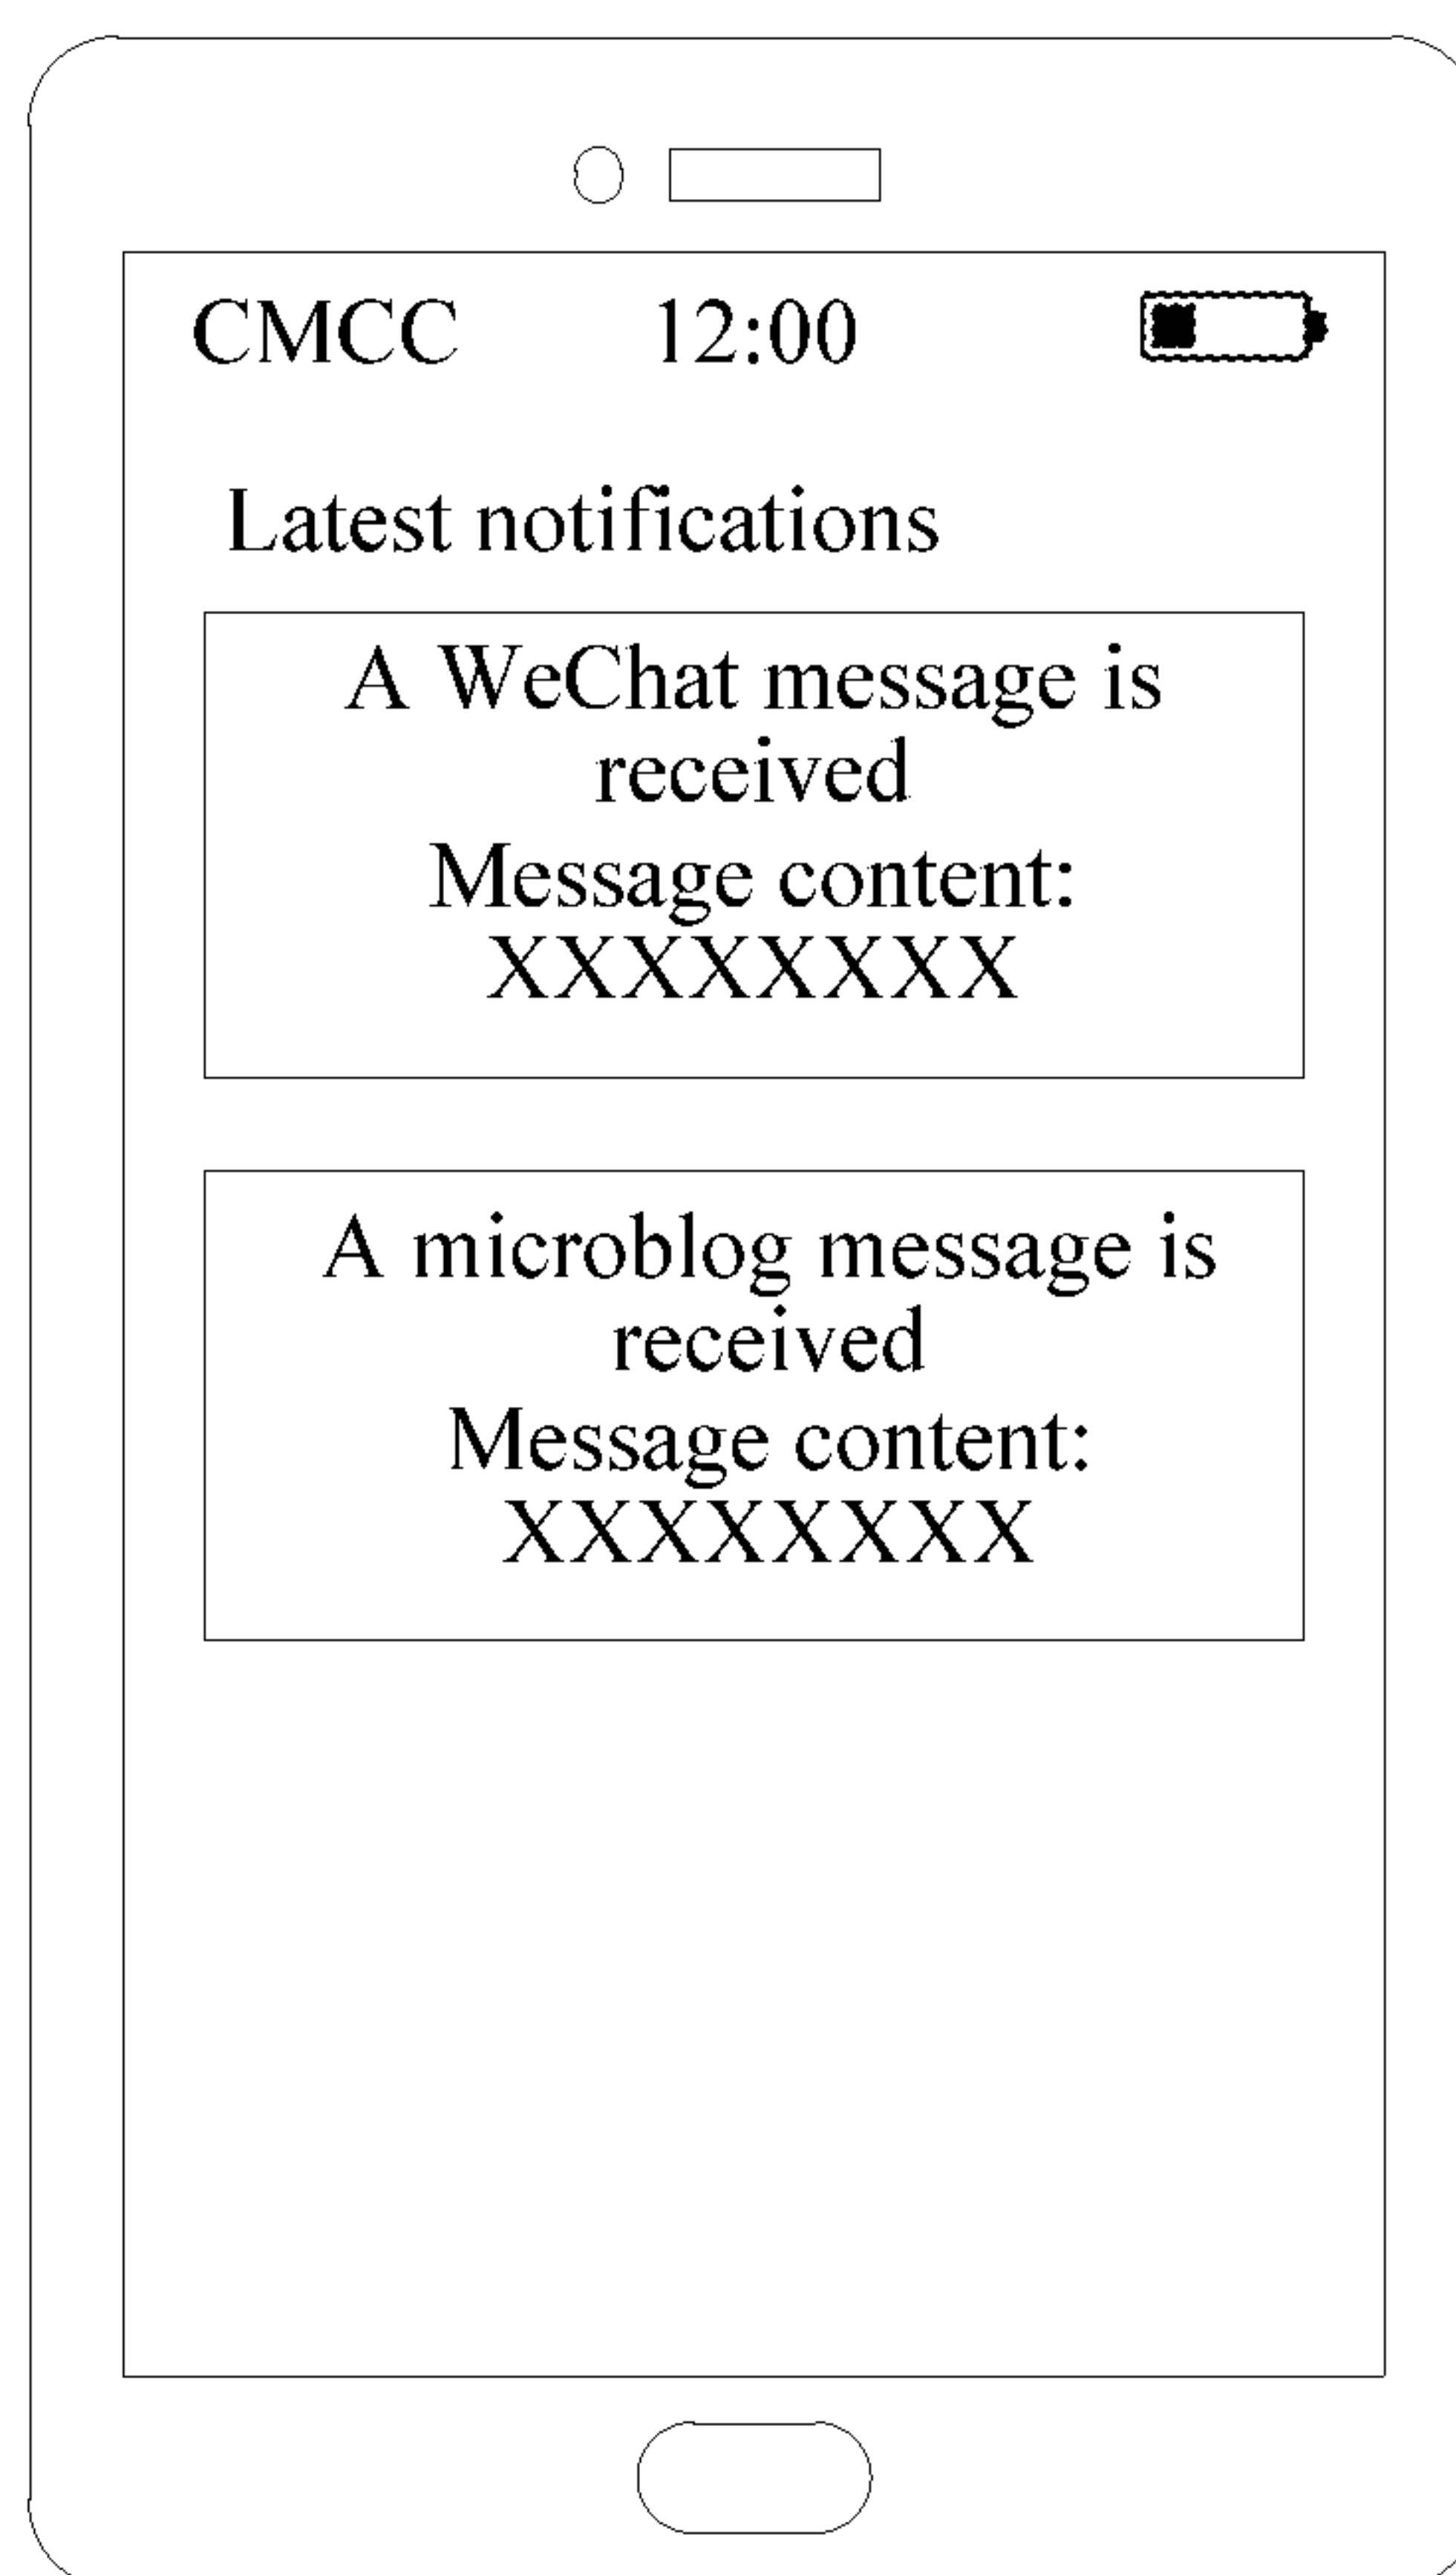 CMCC 12:00
Latest notifications
A WeChat message is
received
Message content:
XXXXXXXX
A microblog message is
received
Message content:
XXXXXXXX